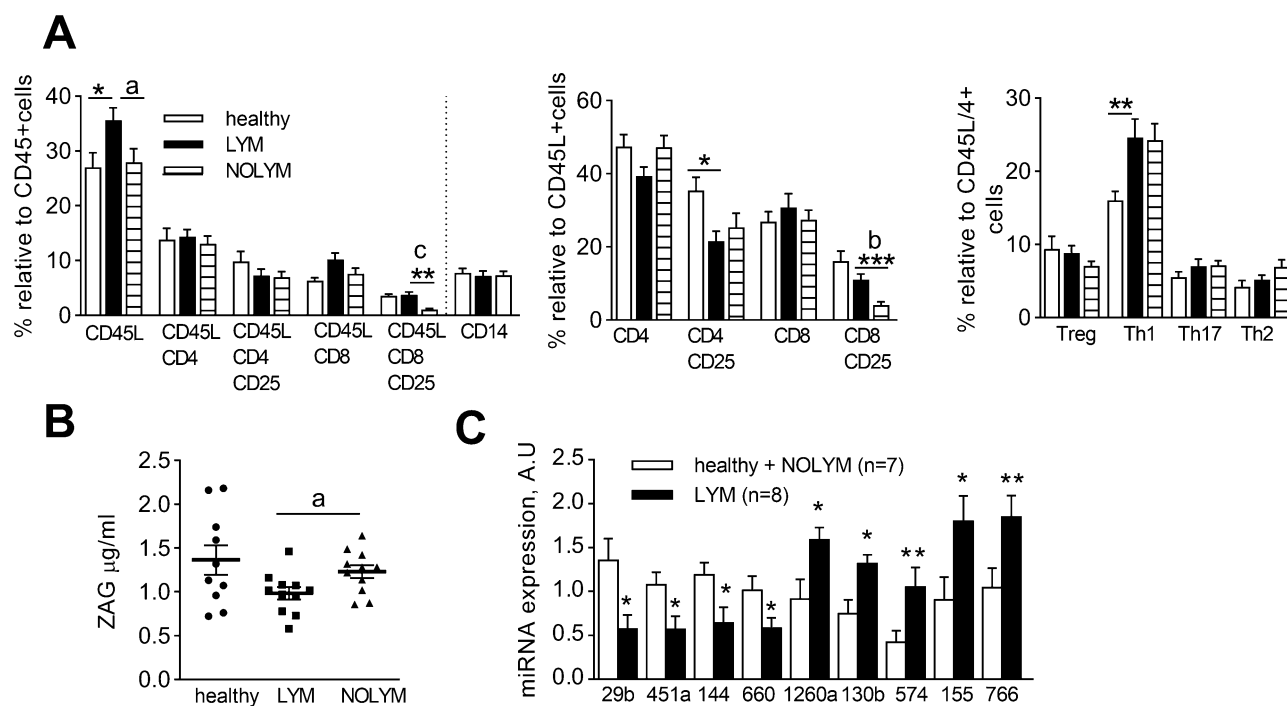 A
% relative to CD45+cells
40
30
20
10
0
* a
healthy
LYM
NOLYM
c
**
CD45L
CD45L
CD4
CD45L
CD4
CD25
CD45L
CD8
CD45L
CD8
CD25
CD14
% relative to CD45L+cells
60
40
20
0
*
b
***
CD4
CD4
CD25
CD8
CD8
CD25
% relative to CD45L/4+
cells
30
20
10
0
**
Treg Th1 Th17 Th2
B
ZAG µg/ml
2.5
2.0
1.5
1.0
0.5
0.0
a
healthy LYM NOLYM
C
miRNA expression, A.U
2.5
2.0
1.5
1.0
0.5
0.0
healthy + NOLYM (n=7)
LYM (n=8)
* * * * * * ** * **
29b 451a 144 660 1260a 130b 574 155 766